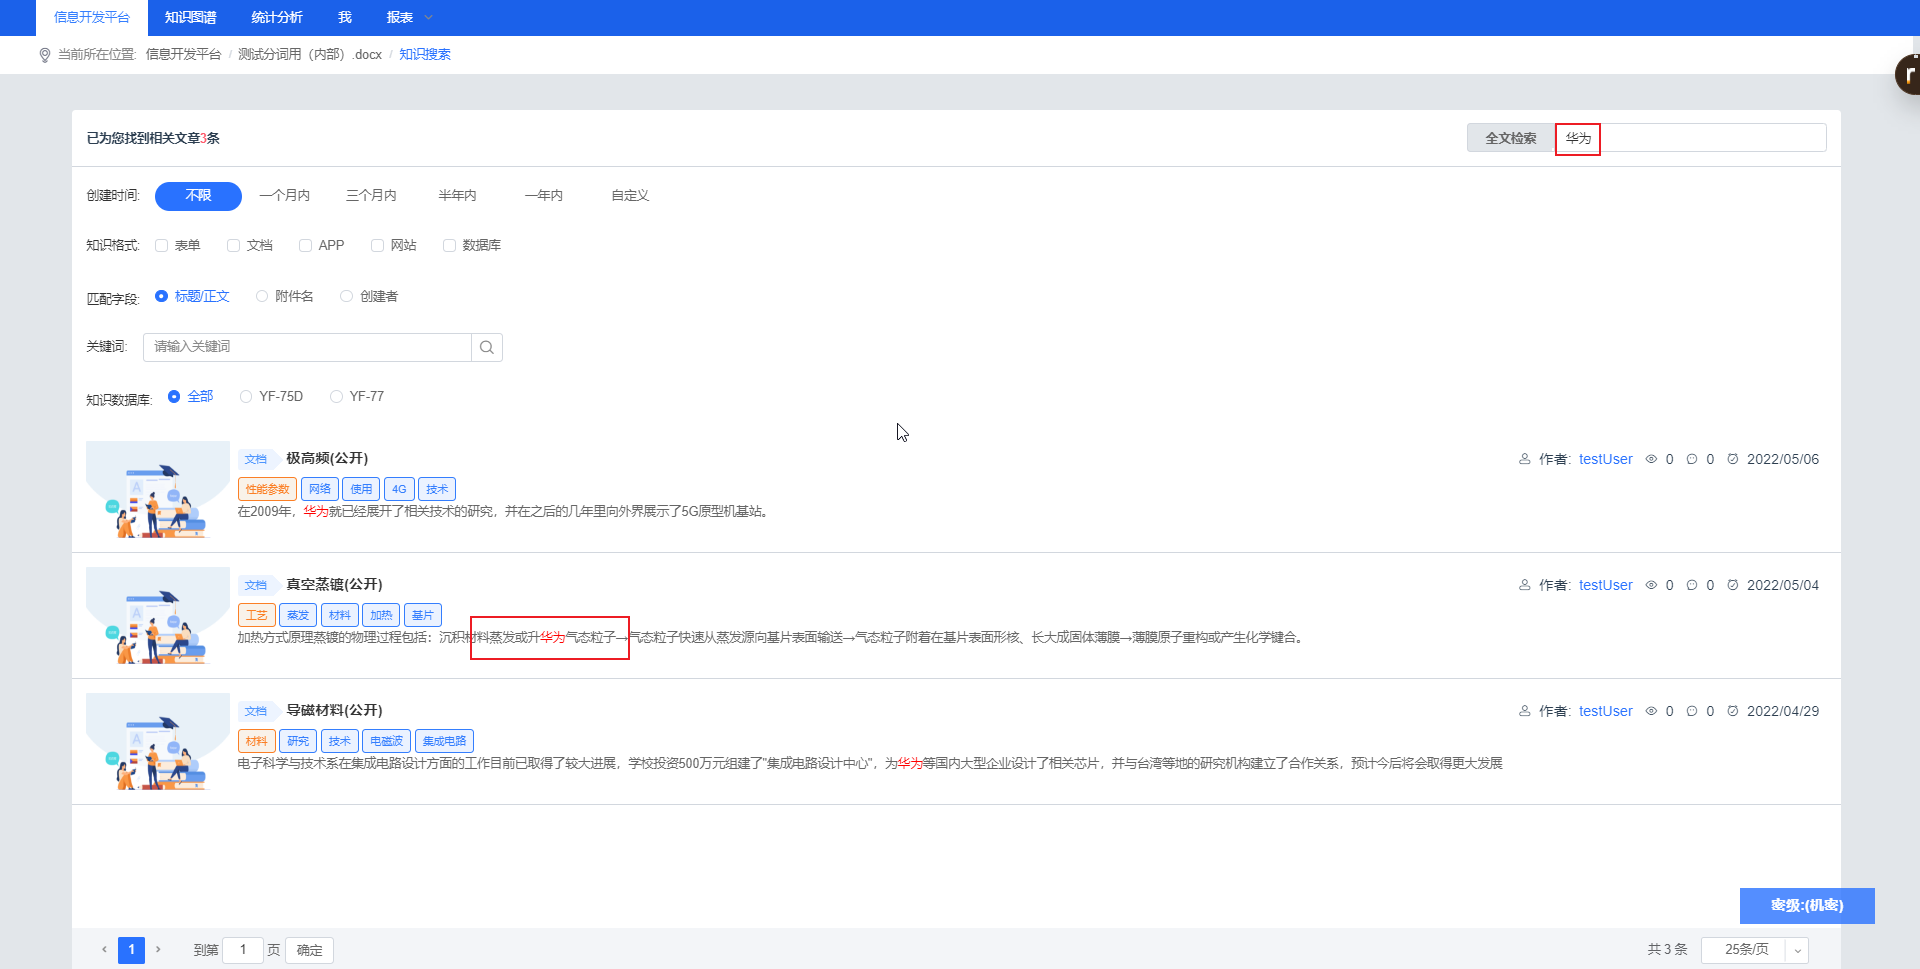 信息开发平台 知识图谱 统计分析 我 报表
当前所在位置: 信息开发平台 / 测试分词用（内部）.docx / 知识搜索
已为您找到相关文章3条
全文检索 华为
创建时间: 不限 一个月内 三个月内 半年内 一年内 自定义
知识格式: 表单 文档 APP 网站 数据库
匹配字段: 标题/正文 附件名 创建者
关键词: 请输入关键词
知识数据库: 全部 YF-75D YF-77
文档 极高频(公开) 作者: testUser 0 0 2022/05/06
性能参数 网络 使用 4G 技术
在2009年，华为就已经展开了相关技术的研究，并在之后的几年里向外界展示了5G原型机基站。
文档 真空蒸镀(公开) 作者: testUser 0 0 2022/05/04
工艺 蒸发 材料 加热 基片
加热方式原理蒸镀的物理过程包括：沉积材料蒸发或升华为气态粒子→气态粒子快速从蒸发源向基片表面输送→气态粒子附着在基片表面形核、长大成固体薄膜→薄膜原子重构或产生化学键合。
文档 导磁材料(公开) 作者: testUser 0 0 2022/04/29
材料 研究 技术 电磁波 集成电路
电子科学与技术系在集成电路设计方面的工作目前已取得了较大进展，学校投资500万元组建了"集成电路设计中心"，为华为等国内大型企业设计了相关芯片，并与台湾等地的研究机构建立了合作关系，预计今后将会取得更大发展
密级:(机密)
1 到第 1 页 确定 共 3 条 25条/页
r